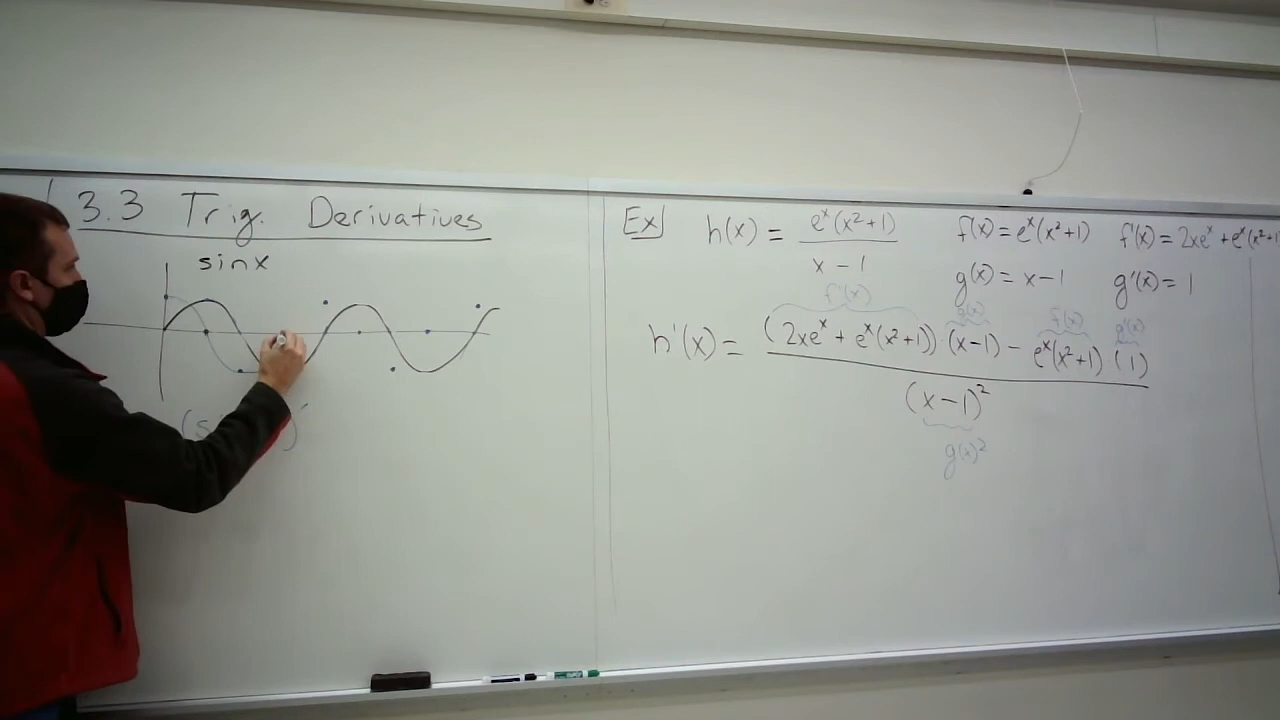 3.3 Trig. Derivatives
sinx
Ex] h(x) = e^x(x²+1) / x - 1
f(x) = e^x(x²+1) f'(x) = 2xe^x + e^x(x²+1
g(x) = x-1 g'(x) = 1
f'(x) g(x) f(x) g'(x)
h'(x) = (2xe^x + e^x(x²+1))(x-1) - e^x(x²+1)(1) / (x-1)²
g(x)²